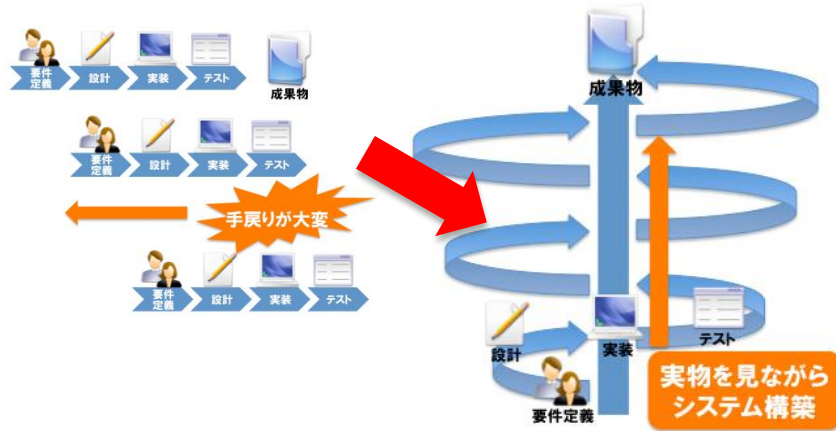 要件
定義
設計
実装
テスト
成果物
要件
定義
設計
実装
テスト
手戻りが大変
要件
定義
設計
実装
テスト
成果物
設計
実装
テスト
要件定義
実物を見ながら
システム構築